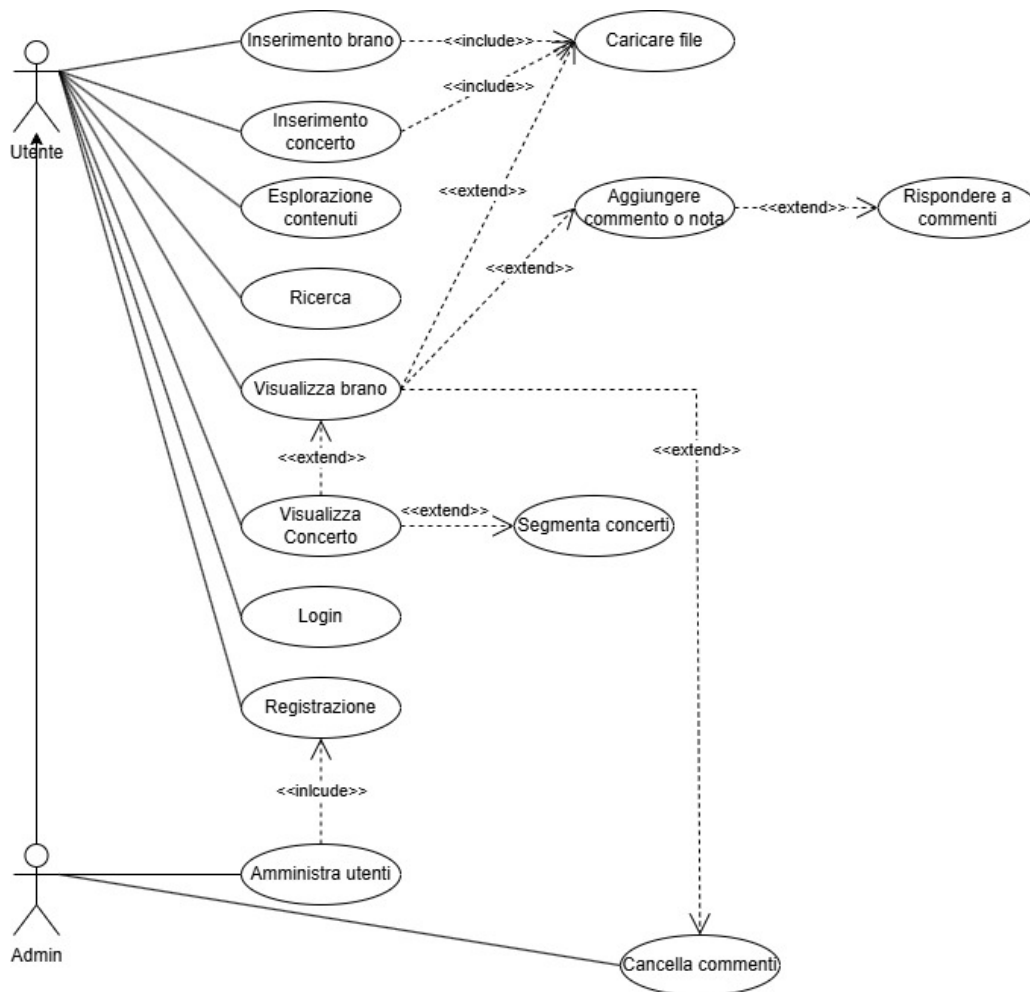 Inserimento brano
<<include>>
Caricare file
Utente
<<include>>
Inserimento
concerto
Esplorazione
contenuti
<<extend>>
Aggiungere
commento o nota
<<extend>>
Rispondere a
commenti
<<extend>>
Ricerca
Visualizza brano
<<extend>>
<<extend>>
Visualizza
Concerto
<<extend>>
Segmenta concerti
Login
Registrazione
<<inlcude>>
Amministra utenti
Admin
Cancella commenti